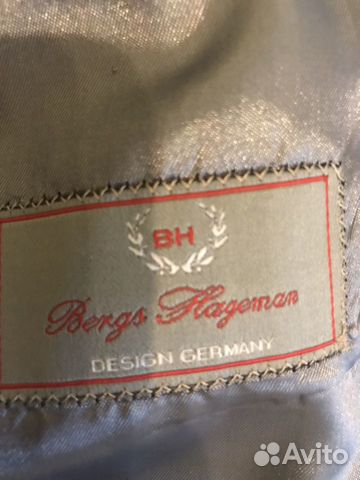 BH
Bergs Hageman
DESIGN GERMANY
Avito